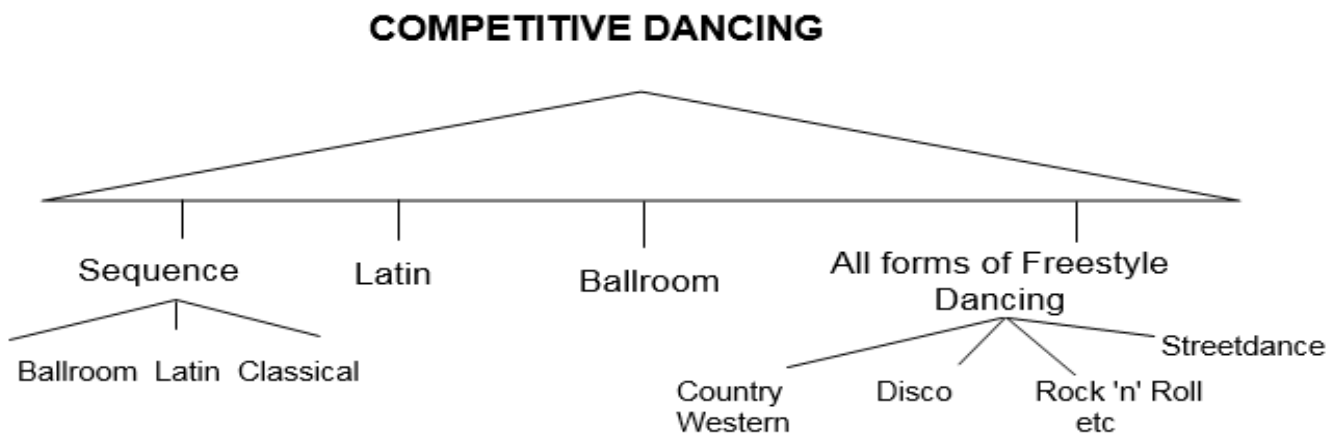 COMPETITIVE DANCING
Sequence
Latin
Ballroom
All forms of Freestyle
Dancing
Ballroom Latin Classical
Country
Western
Disco
Rock 'n' Roll
etc
Streetdance